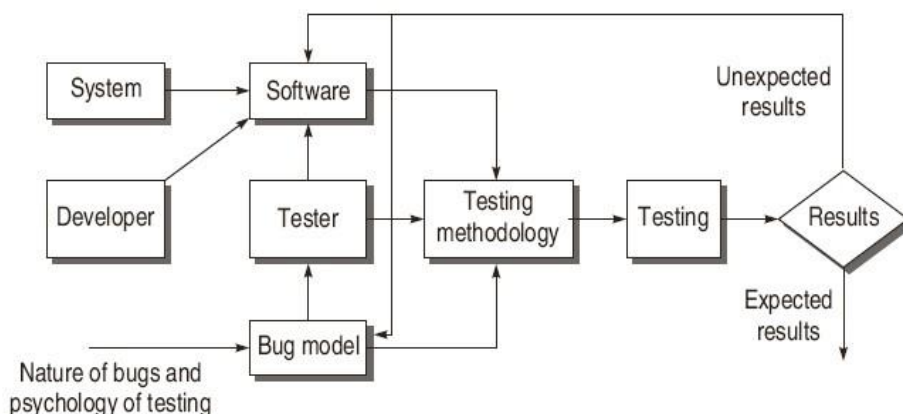 Unexpected
results
System
Software
Developer
Tester
Testing
methodology
Testing
Results
Expected
results
Bug model
Nature of bugs and
psychology of testing